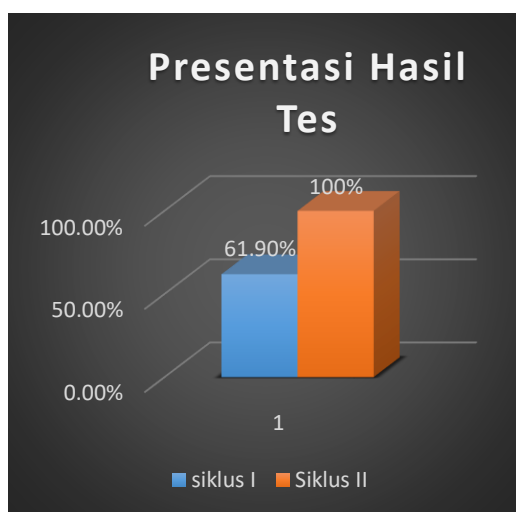 Presentasi Hasil
Tes
100%
100.00%
61.90%
50.00%
0.00%
1
siklus I Siklus II